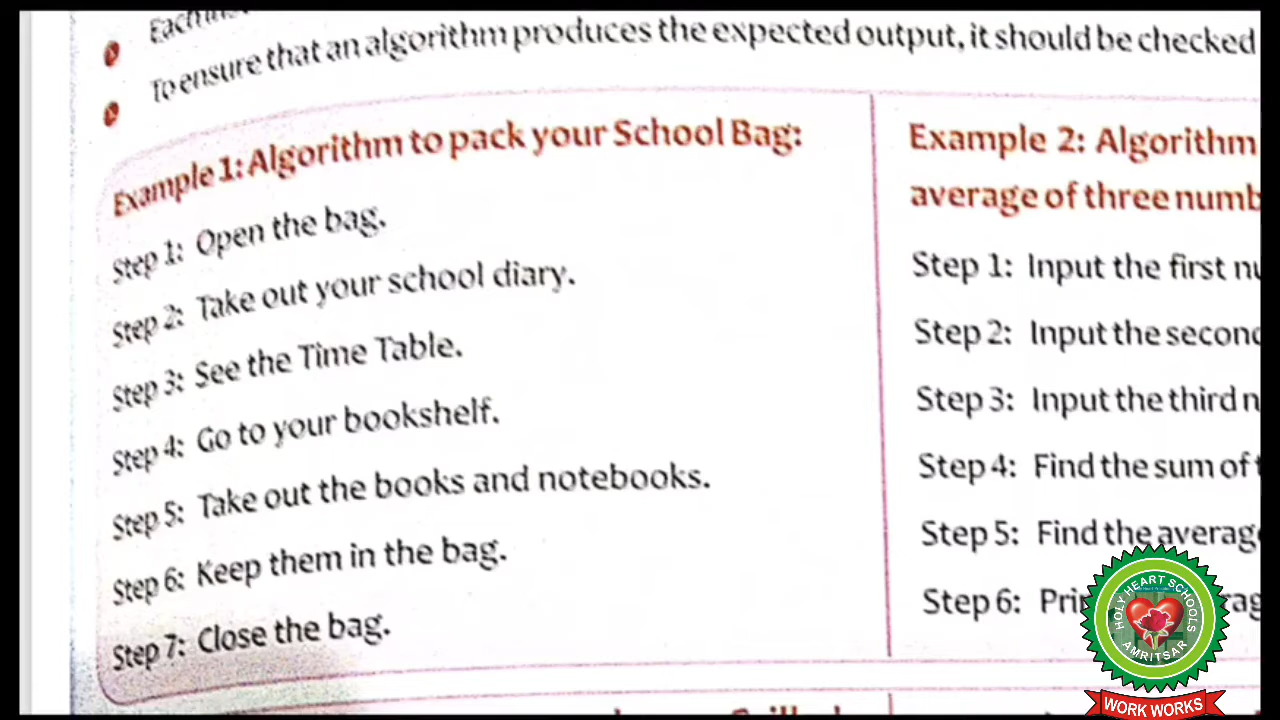 To ensure that an algorithm produces the expected output, it should be checked
Example 1: Algorithm to pack your School Bag:
Step 1: Open the bag.
Step 2: Take out your school diary.
Step 3: See the Time Table.
Step 4: Go to your bookshelf.
Step 5: Take out the books and notebooks.
Step 6: Keep them in the bag.
Step 7: Close the bag.
Example 2: Algorithm
average of three
Step 1: Input the first
Step 2: Input the
Step 3: Input the third
Step 4: Find the sum of
Step 5: Find the
Step 6:
HOLY HEART SCHOOLS
AMRITSAR
WORK WORKS